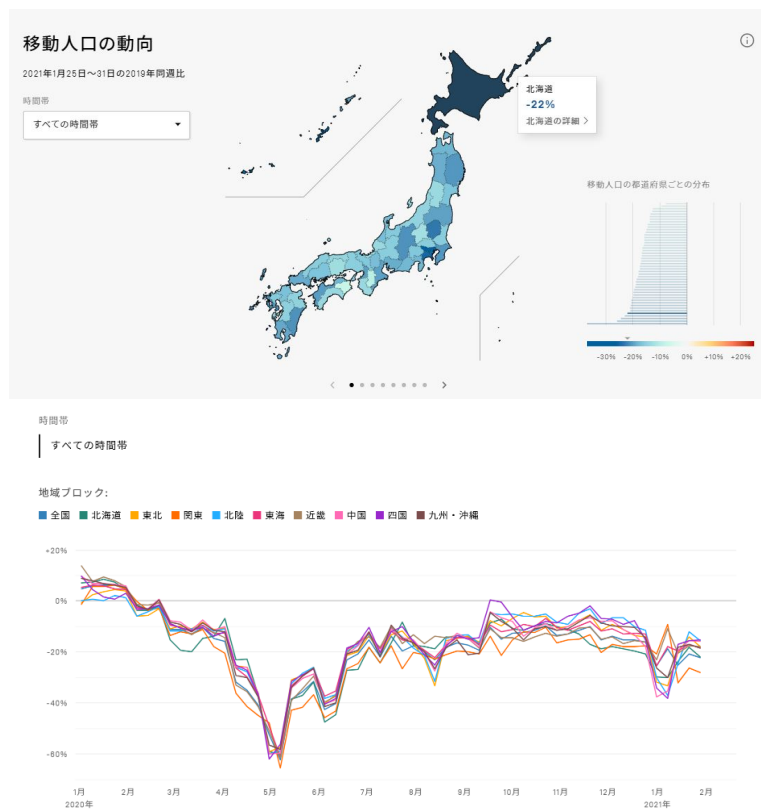 移動人口の動向
2021年1月25日〜31日の2019年同週比
時間帯
すべての時間帯
北海道
-22%
北海道の詳細
移動人口の都道府県ごとの分布
-30% -20% -10% 0% +10% +20%
時間帯
すべての時間帯
地域ブロック:
全国 北海道 東北 関東 北陸 東海 近畿 中国 四国 九州・沖縄
+20%
0%
-20%
-40%
-60%
1月 2月 3月 4月 5月 6月 7月 8月 9月 10月 11月 12月 1月 2月
2020年 2021年